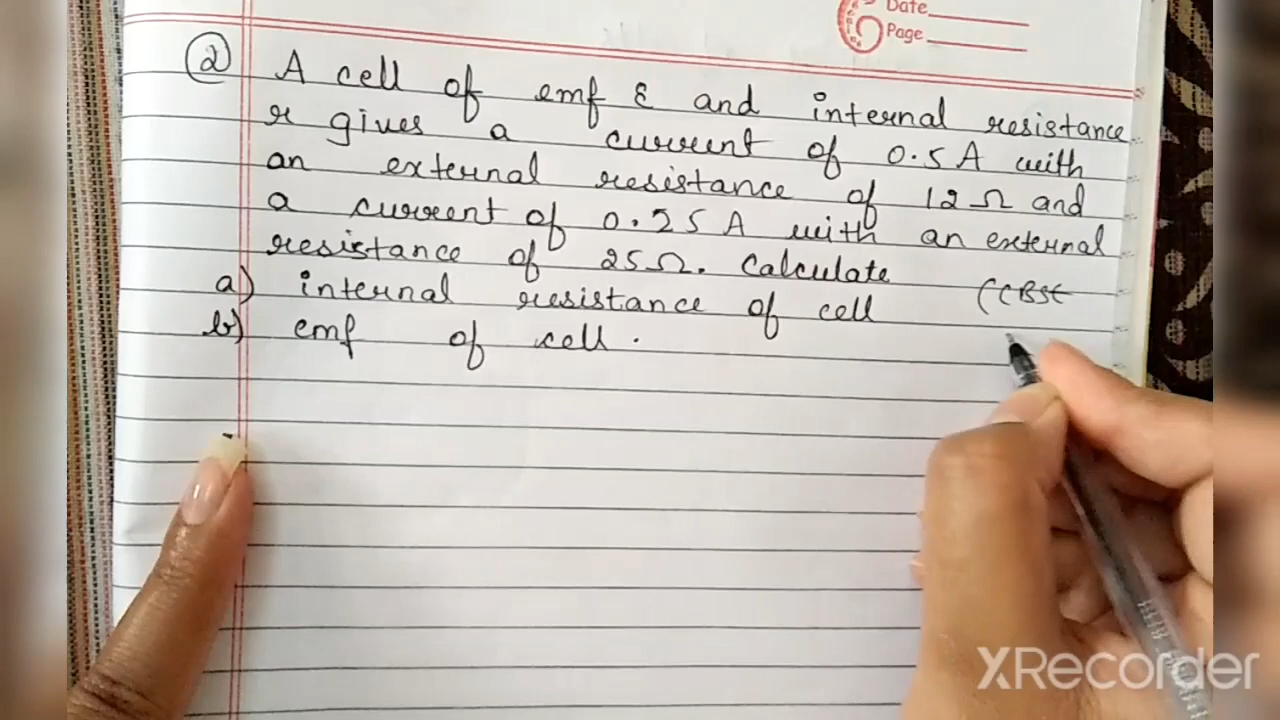 Date
Page
2 A cell of emf ε and internal resistance
r gives a current of 0.5 A with
an external resistance of 12 Ω and
a current of 0.25 A with an external
resistance of 25 Ω. Calculate
a) internal resistance of cell (CBSE
b) emf of cell.
XRecorder